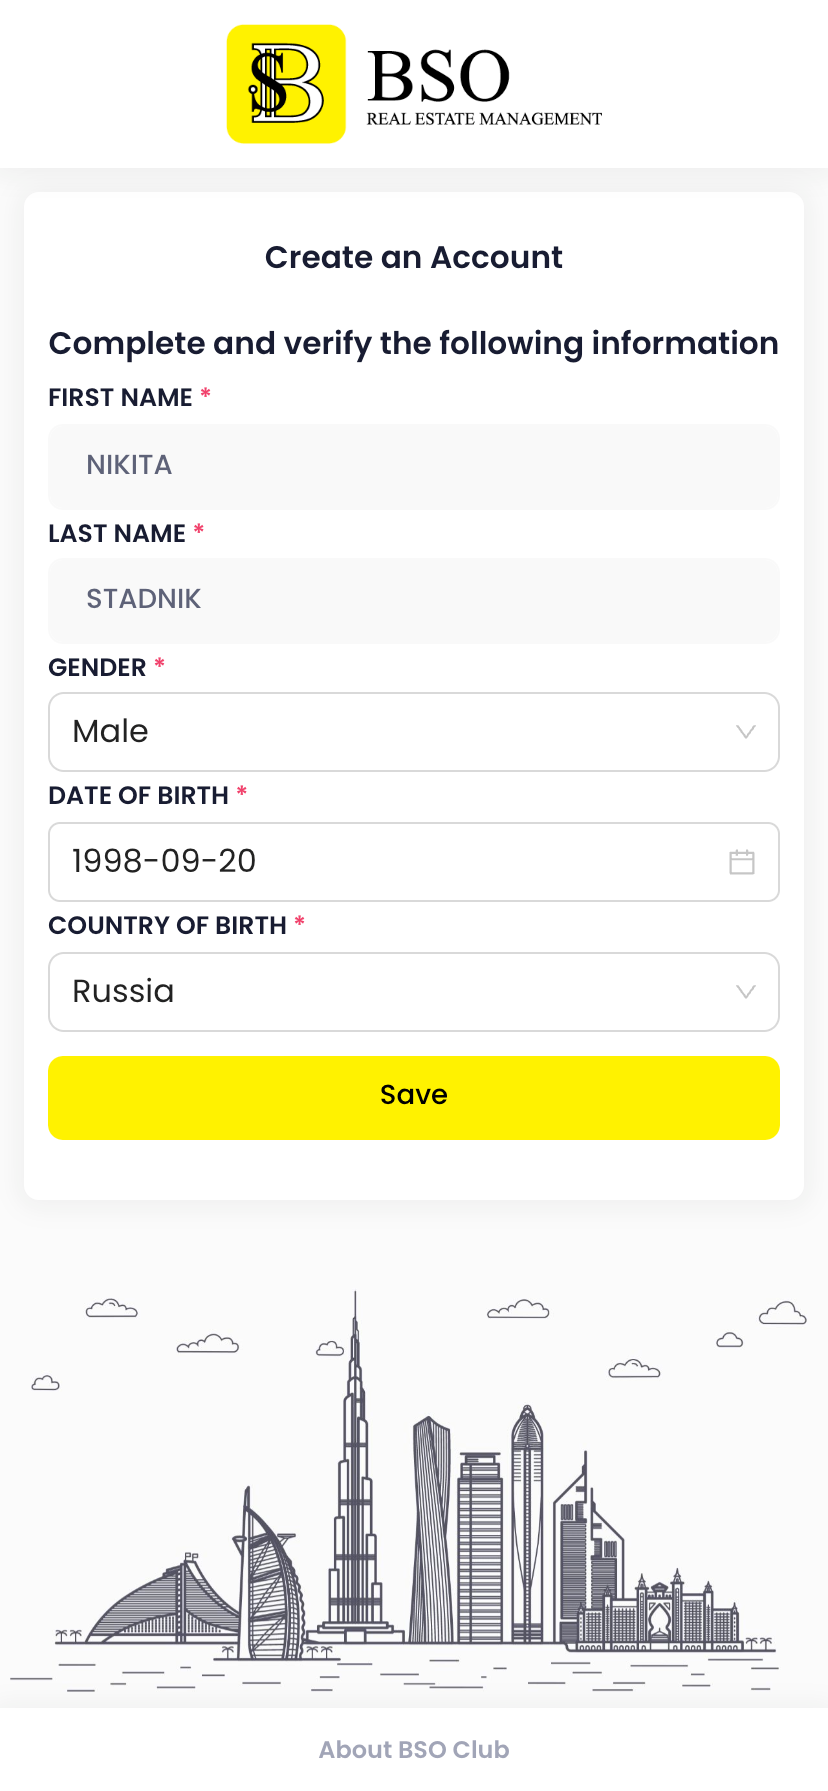 BSO
REAL ESTATE MANAGEMENT
Create an Account
Complete and verify the following information
FIRST NAME *
NIKITA
LAST NAME *
STADNIK
GENDER *
Male
DATE OF BIRTH *
1998-09-20
COUNTRY OF BIRTH *
Russia
Save
About BSO Club